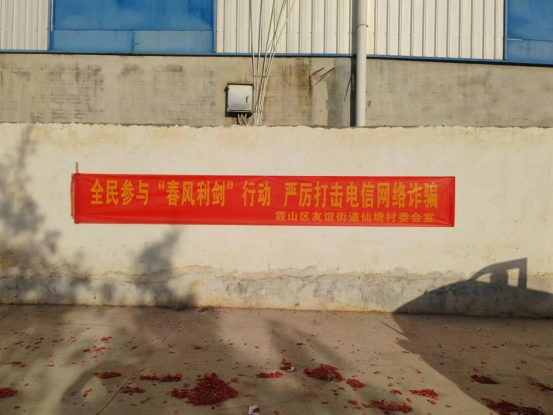 全民参与“春风利剑”行动 严厉打击电信网络诈骗
霞山区友谊街道仙塘村委会宣